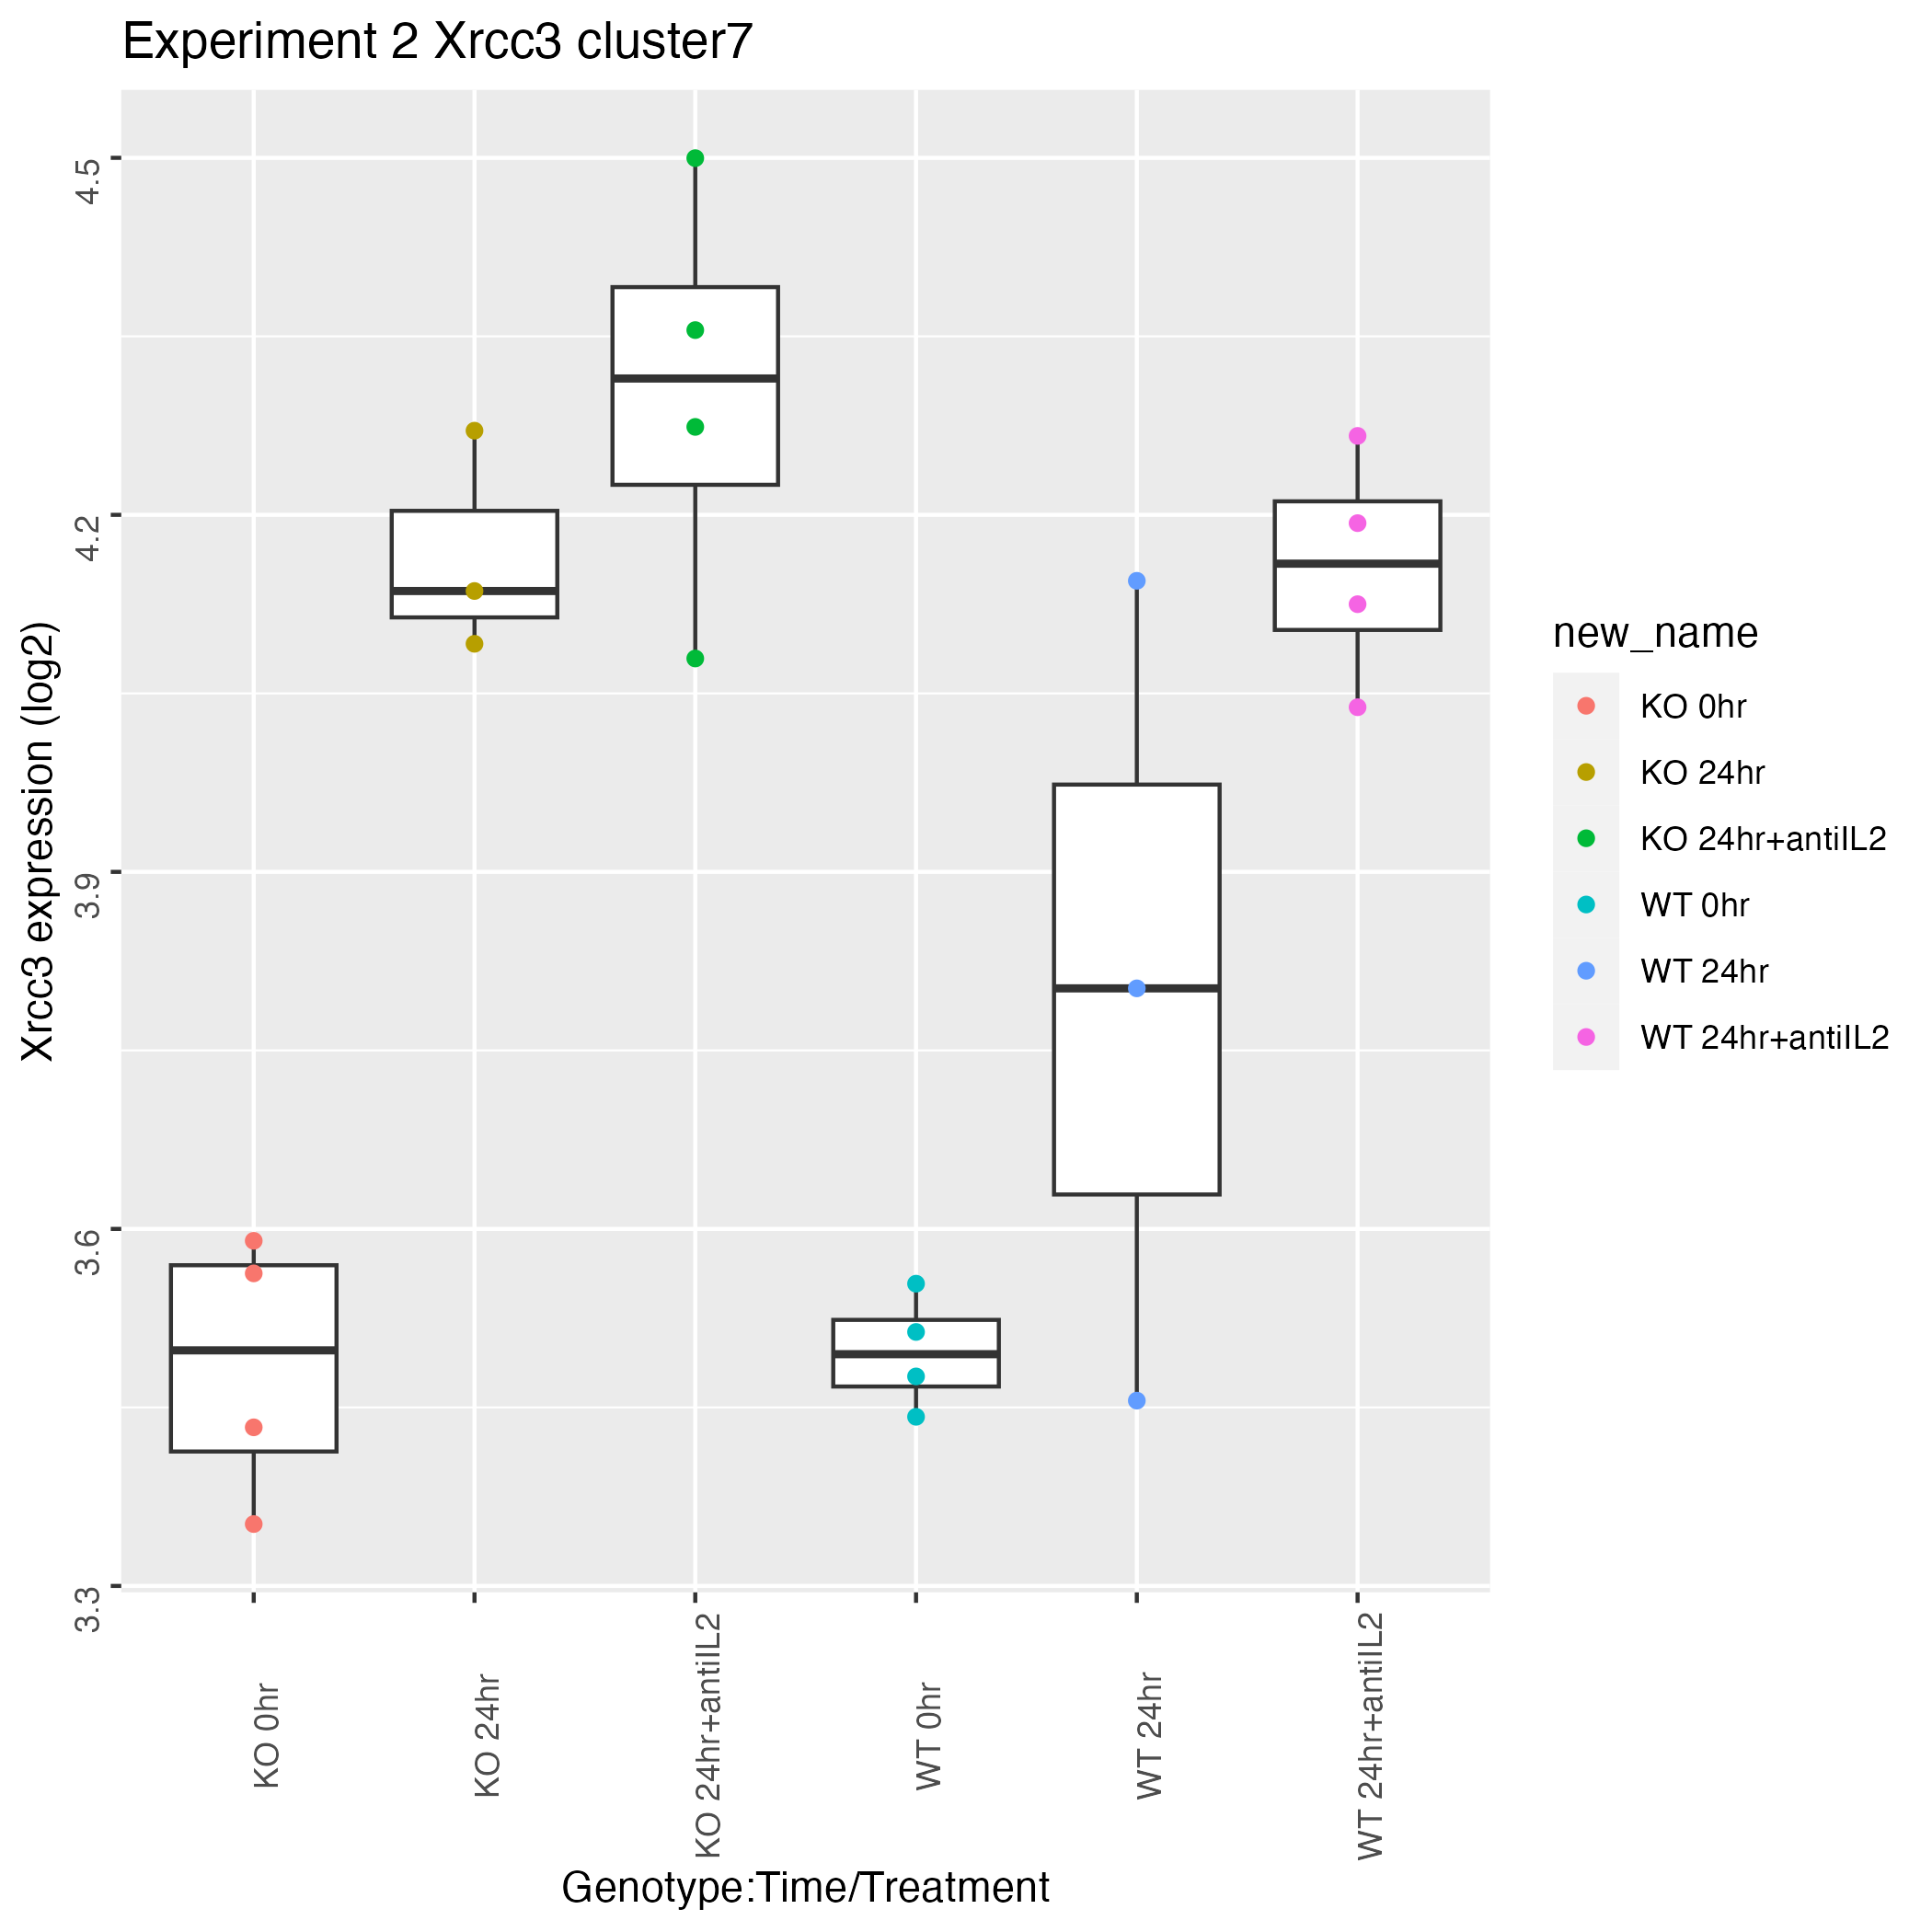 Experiment 2 Xrcc3 cluster7
Xrcc3 expression (log2)
4.5
4.2
3.9
3.6
3.3
KO 0hr
KO 24hr
KO 24hr+antiIL2
WT 0hr
WT 24hr
WT 24hr+antiIL2
Genotype:Time/Treatment
new_name
KO 0hr
KO 24hr
KO 24hr+antiIL2
WT 0hr
WT 24hr
WT 24hr+antiIL2